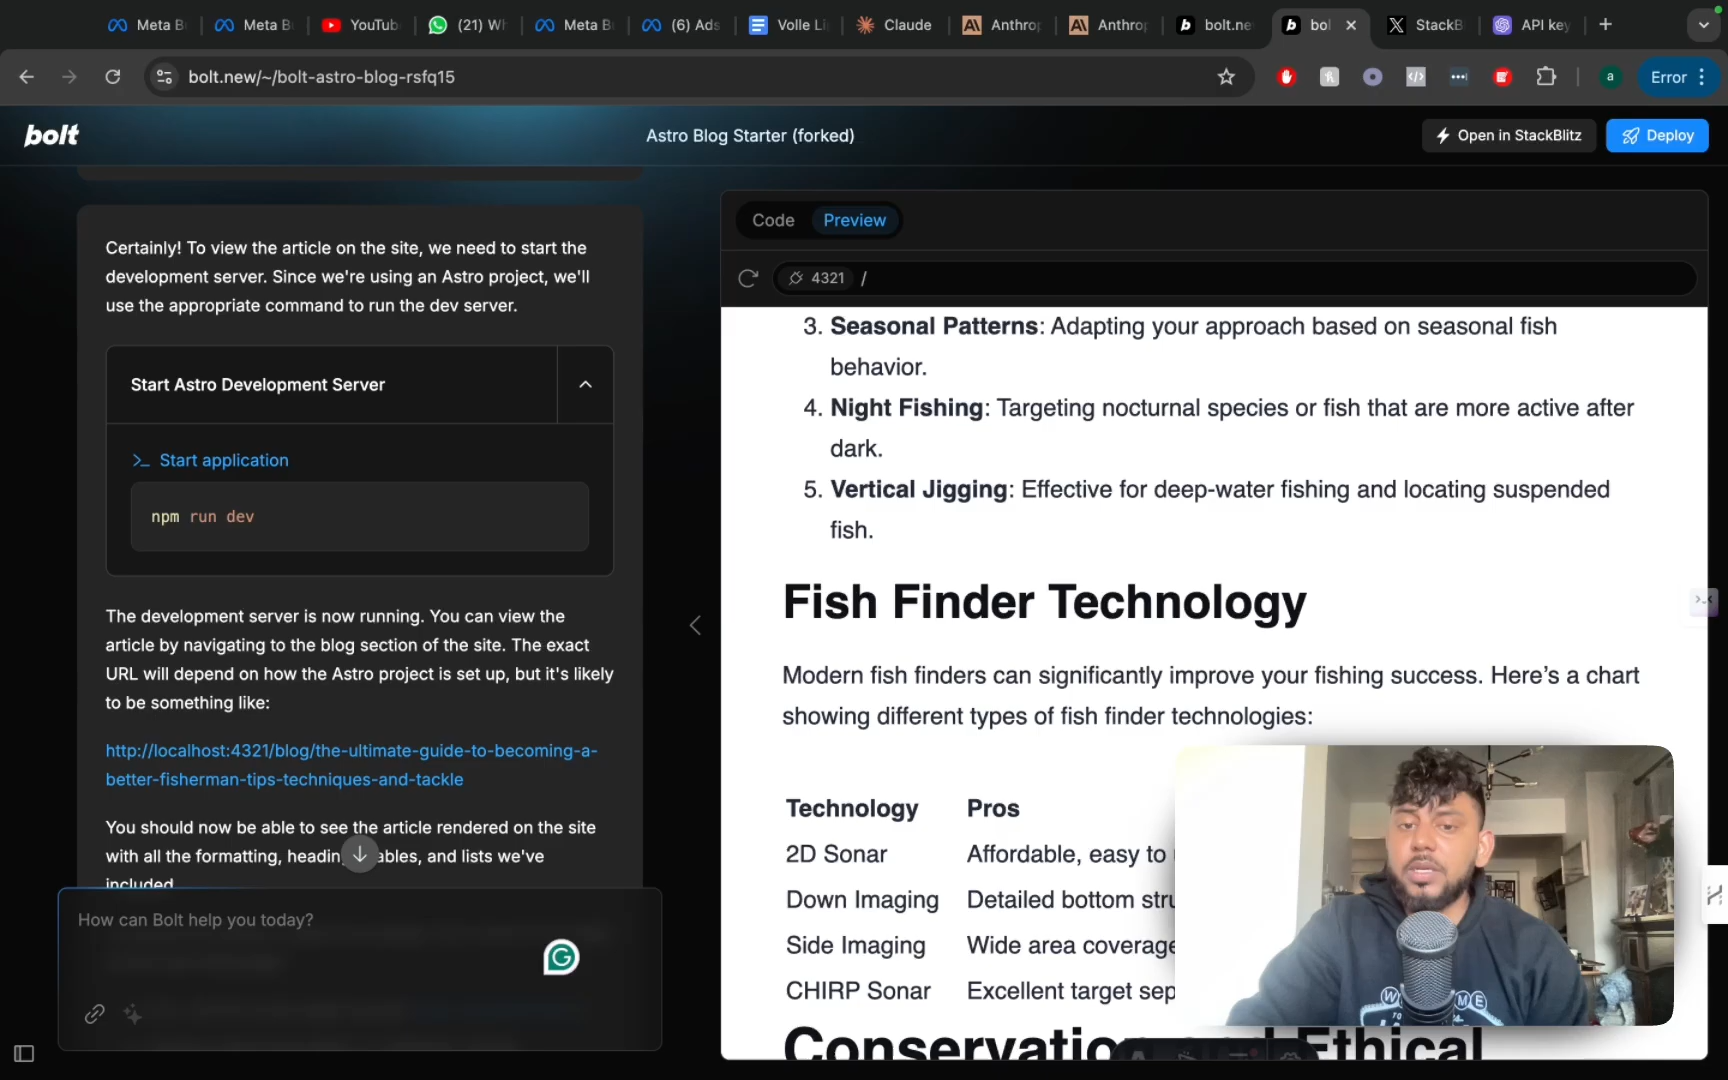 Meta B
Meta B
YouTub
(21) W
Meta B
(6) Ads
Volle Li
Claude
Anthro
Anthro
bolt.ne
bol
StackB
API key
bolt.new/~/bolt-astro-blog-rsfq15
a
Error
bolt
Astro Blog Starter (forked)
Open in StackBlitz
Deploy
Certainly! To view the article on the site, we need to start the
development server. Since we're using an Astro project, we'll
use the appropriate command to run the dev server.
Start Astro Development Server
Start application
npm run dev
The development server is now running. You can view the
article by navigating to the blog section of the site. The exact
URL will depend on how the Astro project is set up, but it's likely
to be something like:
http://localhost:4321/blog/the-ultimate-guide-to-becoming-a-
better-fisherman-tips-techniques-and-tackle
You should now be able to see the article rendered on the site
with all the formatting, headin ables, and lists we've
included
How can Bolt help you today?
Code
Preview
4321 /
3. Seasonal Patterns: Adapting your approach based on seasonal fish
behavior.
4. Night Fishing: Targeting nocturnal species or fish that are more active after
dark.
5. Vertical Jigging: Effective for deep-water fishing and locating suspended
fish.
Fish Finder Technology
Modern fish finders can significantly improve your fishing success. Here’s a chart
showing different types of fish finder technologies:
Technology Pros
2D Sonar Affordable, easy to
Down Imaging Detailed bottom stru
Side Imaging Wide area coverage
CHIRP Sonar Excellent target sep
Conservation and Ethical